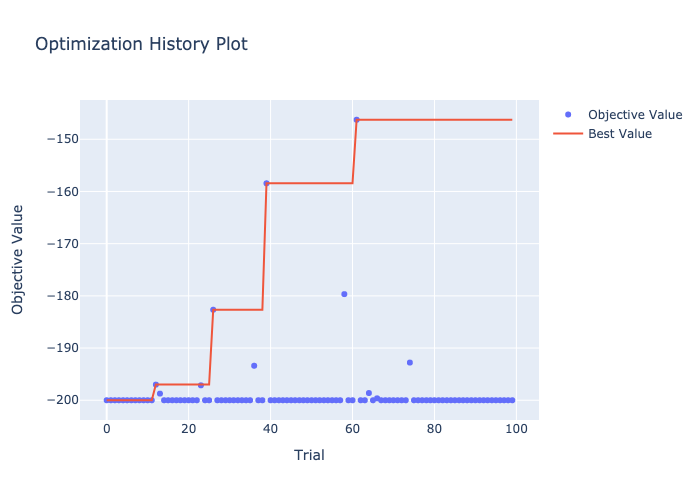 Optimization History Plot
Objective Value
Best Value
−150
−160
−170
−180
−190
−200
Objective Value
0
20
40
60
80
100
Trial